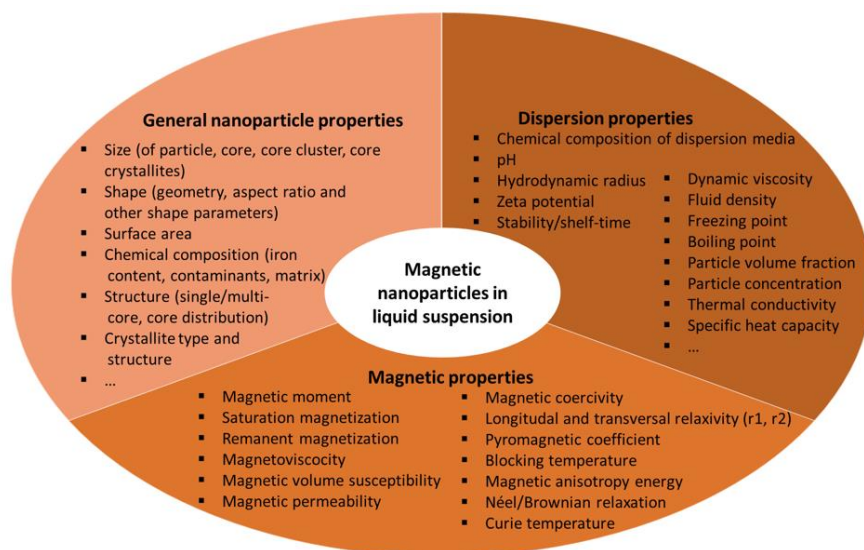 General nanoparticle properties
▪ Size (of particle, core, core cluster, core
crystallites)
▪ Shape (geometry, aspect ratio and
other shape parameters)
▪ Surface area
▪ Chemical composition (iron
content, contaminants, matrix)
▪ Structure (single/multi-
core, core distribution)
▪ Crystallite type and
structure
▪ ...
Dispersion properties
▪ Chemical composition of dispersion media
▪ pH
▪ Hydrodynamic radius
▪ Zeta potential
▪ Stability/shelf-time
▪ Dynamic viscosity
▪ Fluid density
▪ Freezing point
▪ Boiling point
▪ Particle volume fraction
▪ Particle concentration
▪ Thermal conductivity
▪ Specific heat capacity
▪ ...
Magnetic
nanoparticles in
liquid suspension
Magnetic properties
▪ Magnetic moment
▪ Saturation magnetization
▪ Remanent magnetization
▪ Magnetoviscocity
▪ Magnetic volume susceptibility
▪ Magnetic permeability
▪ Magnetic coercivity
▪ Longitudal and transversal relaxivity (r1, r2)
▪ Pyromagnetic coefficient
▪ Blocking temperature
▪ Magnetic anisotropy energy
▪ Néel/Brownian relaxation
▪ Curie temperature